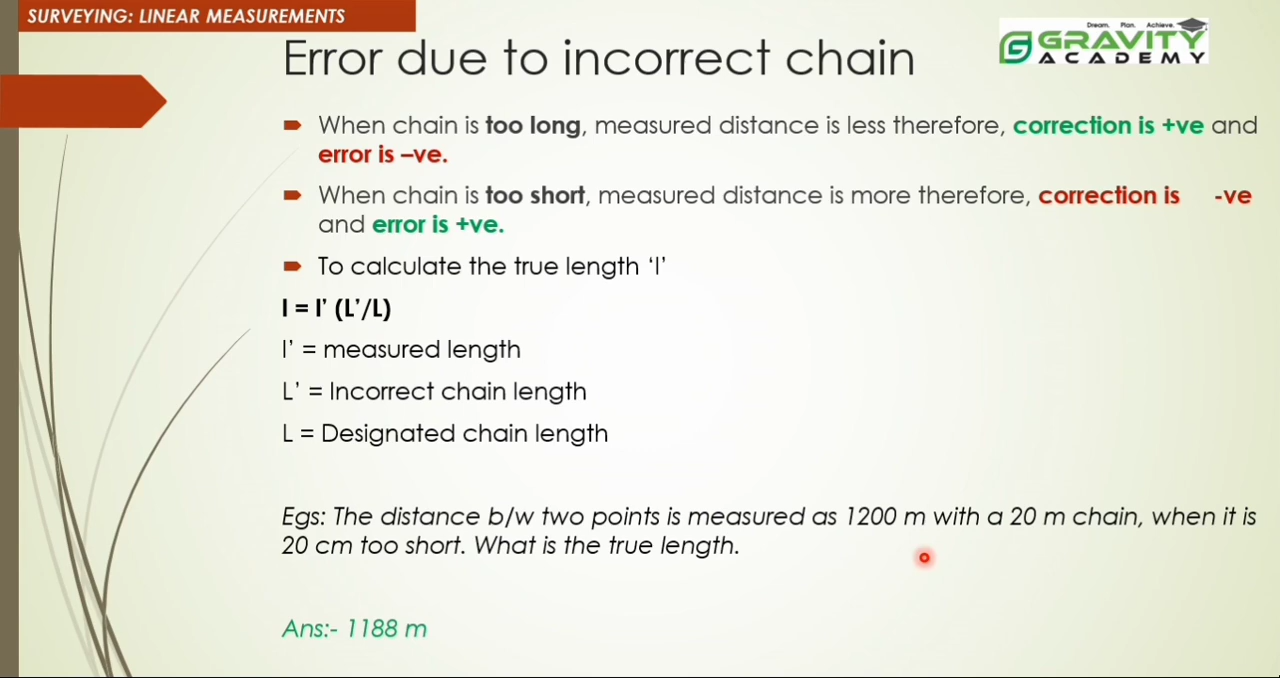 SURVEYING: LINEAR MEASUREMENTS
Dream. Plan. Achieve.
GRAVITY
ACADEMY
Error due to incorrect chain
When chain is too long, measured distance is less therefore, correction is +ve and
error is –ve.
When chain is too short, measured distance is more therefore, correction is -ve
and error is +ve.
To calculate the true length ‘l’
l = l’ (L’/L)
l’ = measured length
L’ = Incorrect chain length
L = Designated chain length
Egs: The distance b/w two points is measured as 1200 m with a 20 m chain, when it is
20 cm too short. What is the true length.
Ans:- 1188 m